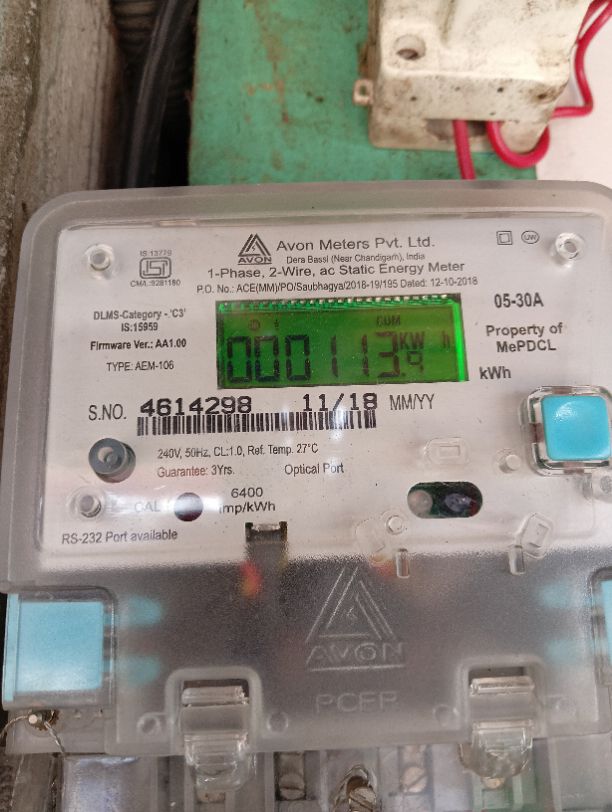 AVON
Avon Meters Pvt. Ltd.
Dera Bassi (Near Chandigarh), India
IS 13779
ISI
CM/L:9281180
1-Phase, 2-Wire, ac Static Energy Meter
P.O. No.: ACE(MM)/PO/Saubhagya/2018-19/195 Dated: 12-10-2018
DLMS-Category -'C3'
IS:15959
Firmware Ver.: AA1.00
TYPE: AEM-106
CUM
0001139 KW h
05-30A
Property of
MePDCL
kWh
S.NO. 4614298 11/18 MM/YY
240V, 50Hz, CL:1.0, Ref. Temp. 27°C
Guarantee: 3Yrs. Optical Port
CAL 6400
imp/kWh
RS-232 Port available
AVON